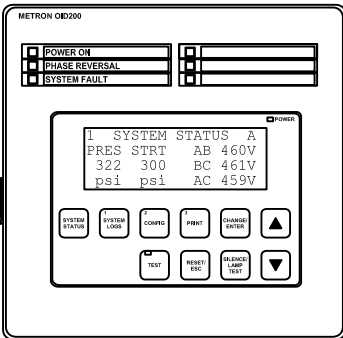 METRON OID200
POWER ON
PHASE REVERSAL
SYSTEM FAULT
POWER
1 SYSTEM STATUS A
PRES STRT AB 460V
322 300 BC 461V
psi psi AC 459V
SYSTEM STATUS
1 SYSTEM LOGS
2 CONFIG
3 PRINT
CHANGE/ ENTER
TEST
RESET/ ESC
SILENCE/ LAMP TEST